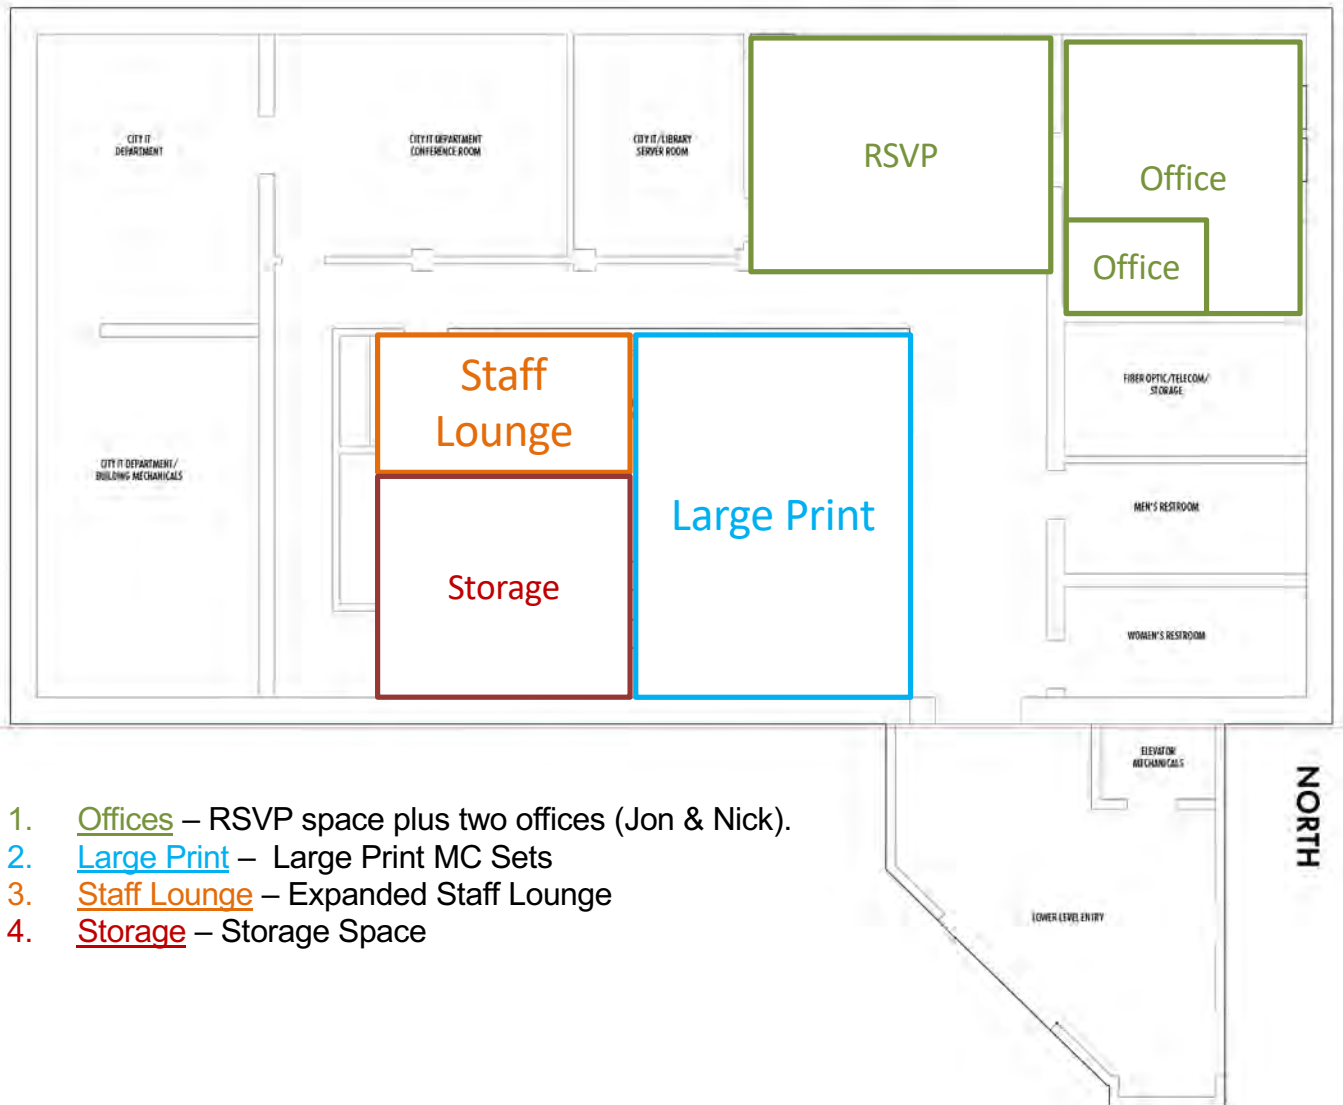 CITY IT
DEPARTMENT
CITY IT DEPARTMENT
CONFERENCE ROOM
CITY IT/LIBRARY
SERVER ROOM
RSVP
Office
Office
Staff
Lounge
FIBER OPTIC/TELECOM/
STORAGE
CITY IT DEPARTMENT/
BUILDING MECHANICALS
Large Print
MEN'S RESTROOM
Storage
WOMEN'S RESTROOM
ELEVATOR
MECHANICALS
NORTH
1. Offices – RSVP space plus two offices (Jon & Nick).
2. Large Print – Large Print MC Sets
3. Staff Lounge – Expanded Staff Lounge
4. Storage – Storage Space
LOWER LEVEL ENTRY